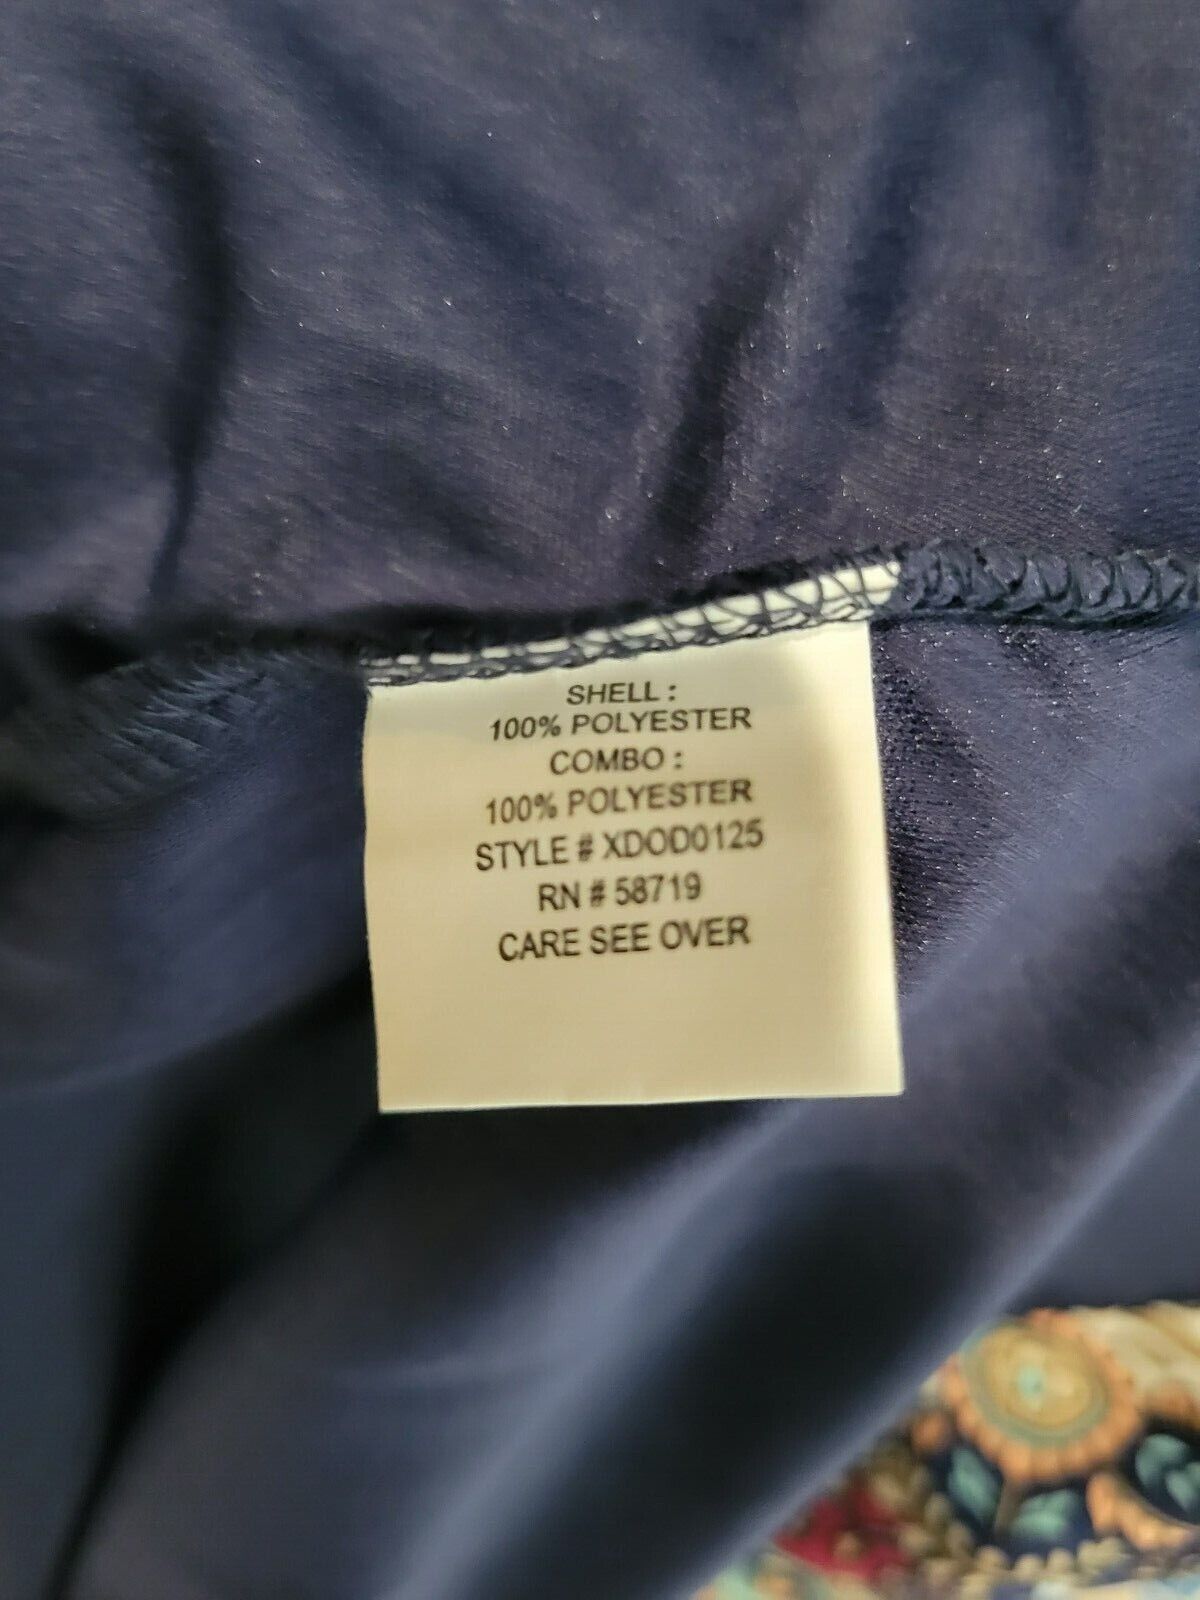 SHELL :
100% POLYESTER
COMBO :
100% POLYESTER
STYLE # XDOD0125
RN # 58719
CARE SEE OVER